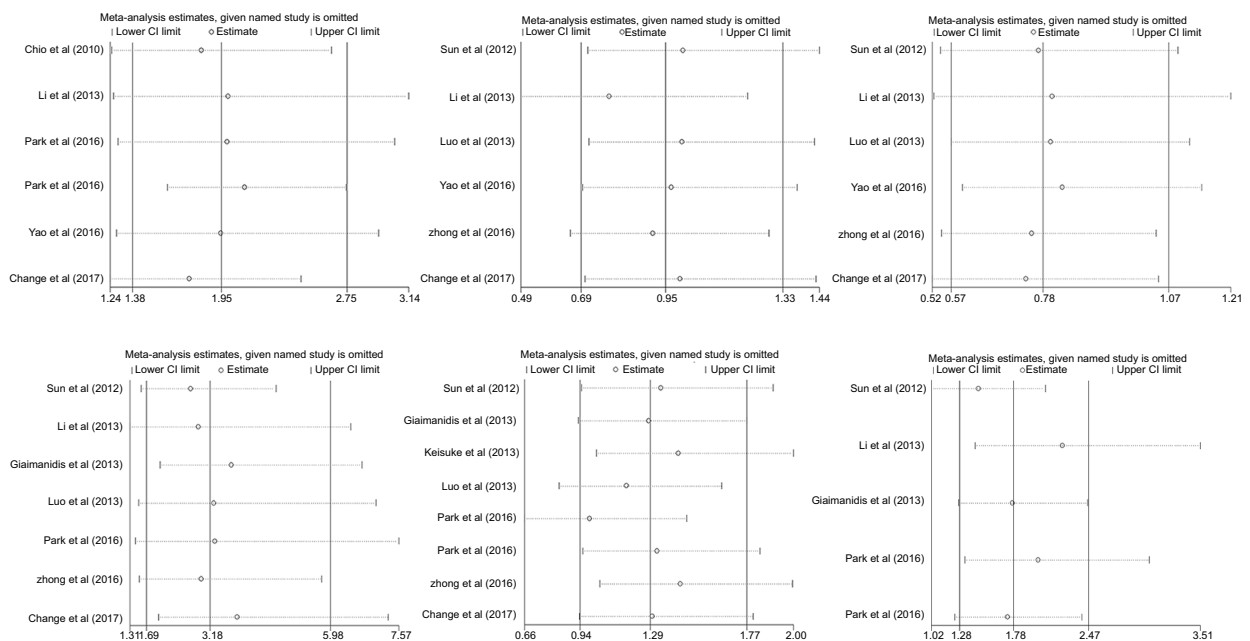 Meta-analysis estimates, given named study is omitted
Lower CI limit Estimate Upper CI limit
Chio et al (2010)
Li et al (2013)
Park et al (2016)
Park et al (2016)
Yao et al (2016)
Change et al (2017)
1.24 1.38 1.95 2.75 3.14
Meta-analysis estimates, given named study is omitted
Lower CI limit Estimate Upper CI limit
Sun et al (2012)
Li et al (2013)
Luo et al (2013)
Yao et al (2016)
zhong et al (2016)
Change et al (2017)
0.49 0.69 0.95 1.33 1.44
Meta-analysis estimates, given named study is omitted
Lower CI limit Estimate Upper CI limit
Sun et al (2012)
Li et al (2013)
Luo et al (2013)
Yao et al (2016)
zhong et al (2016)
Change et al (2017)
0.52 0.57 0.78 1.07 1.21
Meta-analysis estimates, given named study is omitted
Lower CI limit Estimate Upper CI limit
Sun et al (2012)
Li et al (2013)
Giaimanidis et al (2013)
Luo et al (2013)
Park et al (2016)
zhong et al (2016)
Change et al (2017)
1.31 1.69 3.18 5.98 7.57
Meta-analysis estimates, given named study is omitted
Lower CI limit Estimate Upper CI limit
Sun et al (2012)
Giaimanidis et al (2013)
Keisuke et al (2013)
Luo et al (2013)
Park et al (2016)
Park et al (2016)
zhong et al (2016)
Change et al (2017)
0.66 0.94 1.29 1.77 2.00
Meta-analysis estimates, given named study is omitted
Lower CI limit Estimate Upper CI limit
Sun et al (2012)
Li et al (2013)
Giaimanidis et al (2013)
Park et al (2016)
Park et al (2016)
1.02 1.28 1.78 2.47 3.51